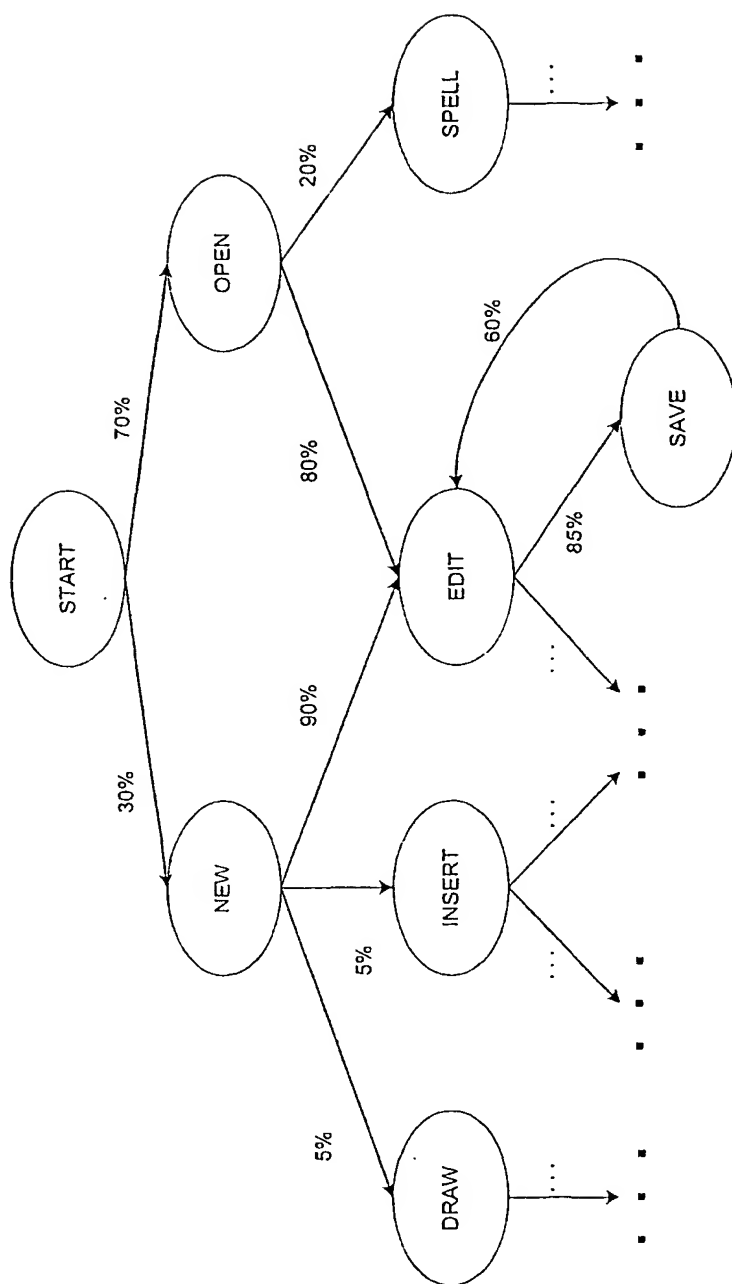 START
30%
70%
NEW
OPEN
5%
5%
90%
80%
20%
DRAW
INSERT
EDIT
SPELL
...
...
...
...
...
85%
60%
SAVE